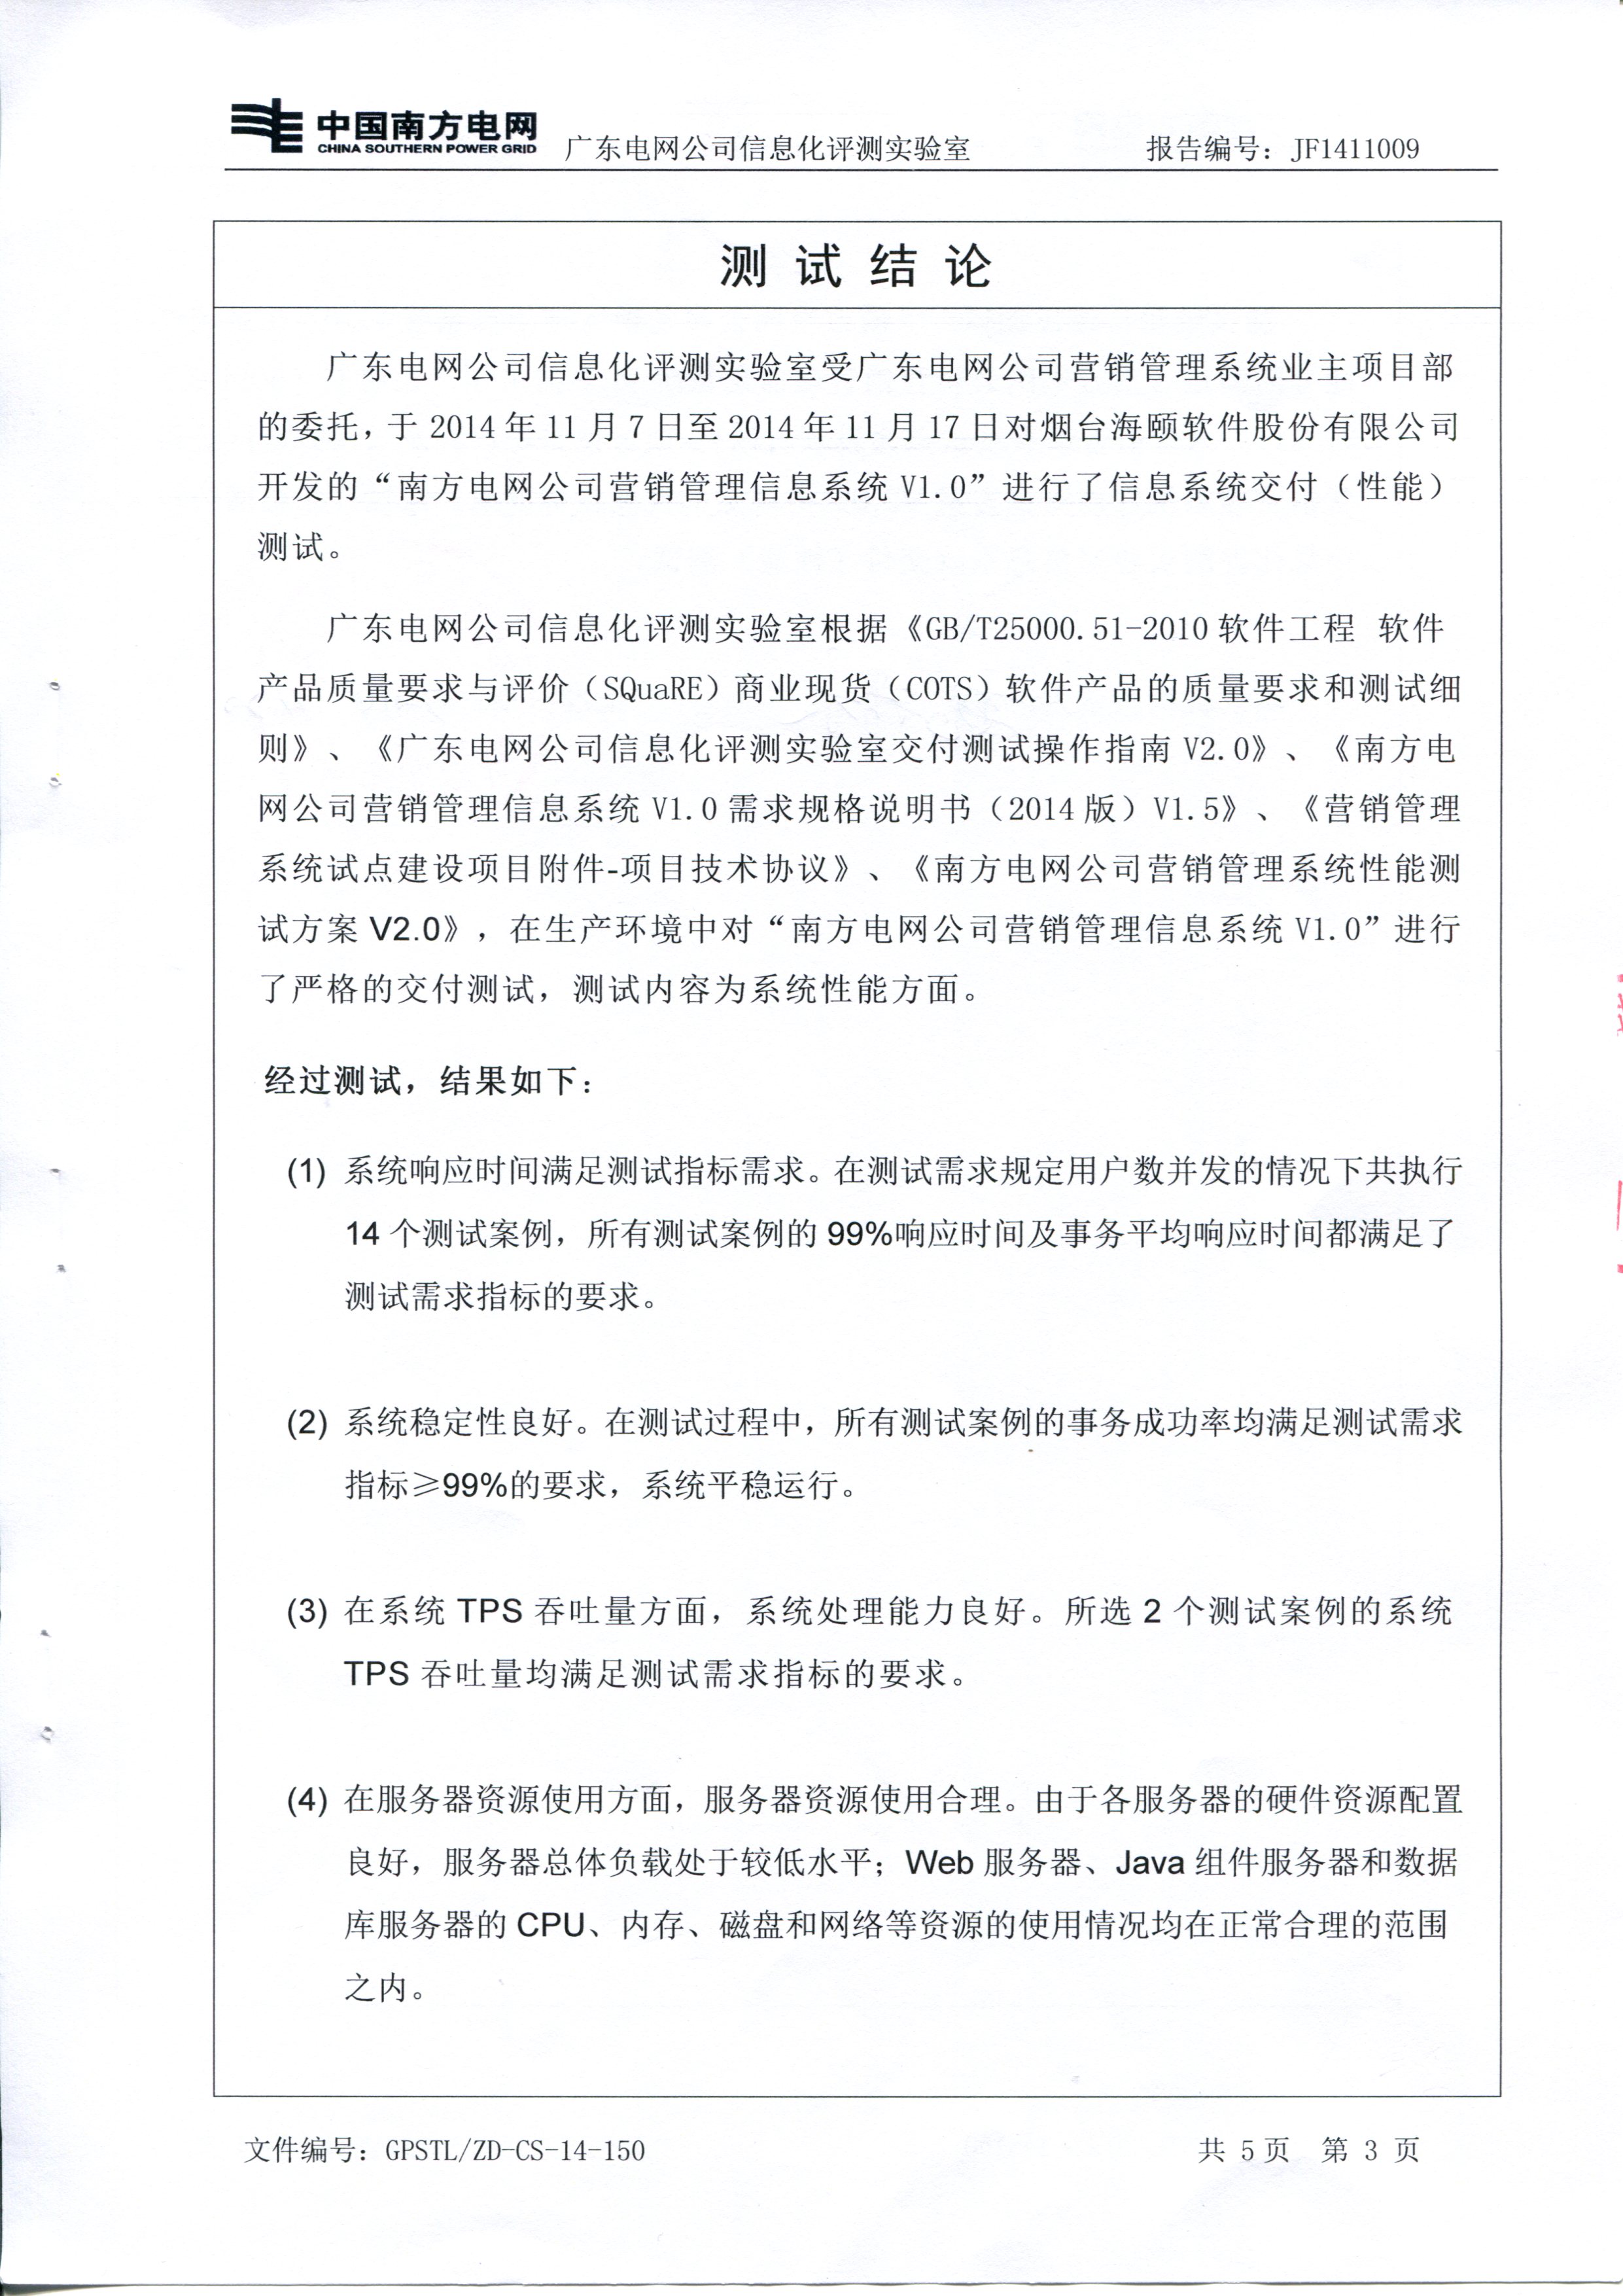 中国南方电网
CHINA SOUTHERN POWER GRID
广东电网公司信息化评测实验室 报告编号：JF1411009
测试结论
广东电网公司信息化评测实验室受广东电网公司营销管理系统业主项目部
的委托，于 2014 年 11 月 7 日至 2014 年 11 月 17 日对烟台海颐软件股份有限公司
开发的“南方电网公司营销管理信息系统 V1.0”进行了信息系统交付（性能）
测试。
广东电网公司信息化评测实验室根据《GB/T25000.51-2010 软件工程 软件
产品质量要求与评价（SQuaRE）商业现货（COTS）软件产品的质量要求和测试细
则》、《广东电网公司信息化评测实验室交付测试操作指南 V2.0》、《南方电
网公司营销管理信息系统 V1.0 需求规格说明书（2014 版）V1.5》、《营销管理
系统试点建设项目附件-项目技术协议》、《南方电网公司营销管理系统性能测
试方案 V2.0》，在生产环境中对“南方电网公司营销管理信息系统 V1.0”进行
了严格的交付测试，测试内容为系统性能方面。
经过测试，结果如下：
(1) 系统响应时间满足测试指标需求。在测试需求规定用户数并发的情况下共执行
14 个测试案例，所有测试案例的 99%响应时间及事务平均响应时间都满足了
测试需求指标的要求。
(2) 系统稳定性良好。在测试过程中，所有测试案例的事务成功率均满足测试需求
指标≥99%的要求，系统平稳运行。
(3) 在系统 TPS 吞吐量方面，系统处理能力良好。所选 2 个测试案例的系统
TPS 吞吐量均满足测试需求指标的要求。
(4) 在服务器资源使用方面，服务器资源使用合理。由于各服务器的硬件资源配置
良好，服务器总体负载处于较低水平；Web 服务器、Java 组件服务器和数据
库服务器的 CPU、内存、磁盘和网络等资源的使用情况均在正常合理的范围
之内。
文件编号：GPSTL/ZD-CS-14-150 共 5 页 第 3 页